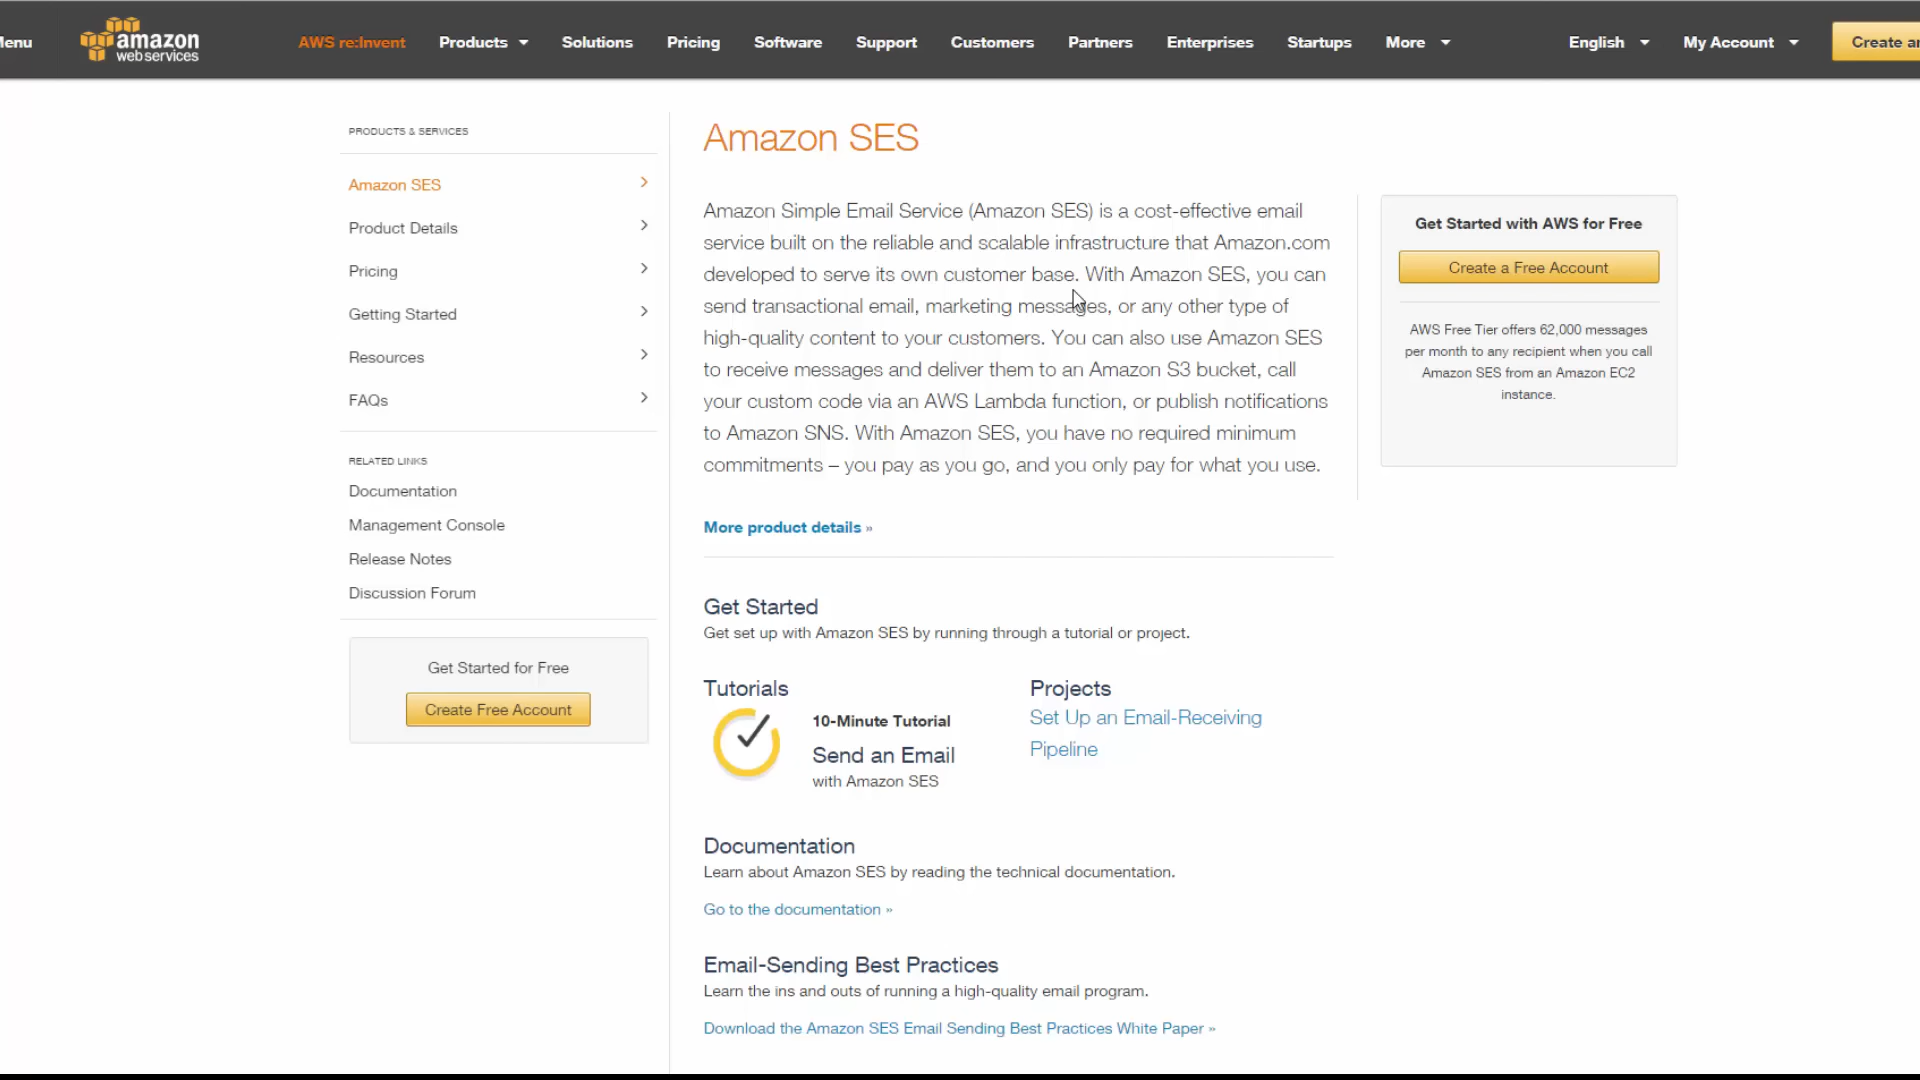 enu
amazon
web services
AWS re:Invent
Products
Solutions
Pricing
Software
Support
Customers
Partners
Enterprises
Startups
More
English
My Account
Create a
PRODUCTS & SERVICES
Amazon SES
Product Details
Pricing
Getting Started
Resources
FAQs
RELATED LINKS
Documentation
Management Console
Release Notes
Discussion Forum
Get Started for Free
Create Free Account
Amazon SES
Amazon Simple Email Service (Amazon SES) is a cost-effective email
service built on the reliable and scalable infrastructure that Amazon.com
developed to serve its own customer base. With Amazon SES, you can
send transactional email, marketing messages, or any other type of
high-quality content to your customers. You can also use Amazon SES
to receive messages and deliver them to an Amazon S3 bucket, call
your custom code via an AWS Lambda function, or publish notifications
to Amazon SNS. With Amazon SES, you have no required minimum
commitments – you pay as you go, and you only pay for what you use.
More product details »
Get Started with AWS for Free
Create a Free Account
AWS Free Tier offers 62,000 messages
per month to any recipient when you call
Amazon SES from an Amazon EC2
instance.
Get Started
Get set up with Amazon SES by running through a tutorial or project.
Tutorials
10-Minute Tutorial
Send an Email
with Amazon SES
Projects
Set Up an Email-Receiving
Pipeline
Documentation
Learn about Amazon SES by reading the technical documentation.
Go to the documentation »
Email-Sending Best Practices
Learn the ins and outs of running a high-quality email program.
Download the Amazon SES Email Sending Best Practices White Paper »